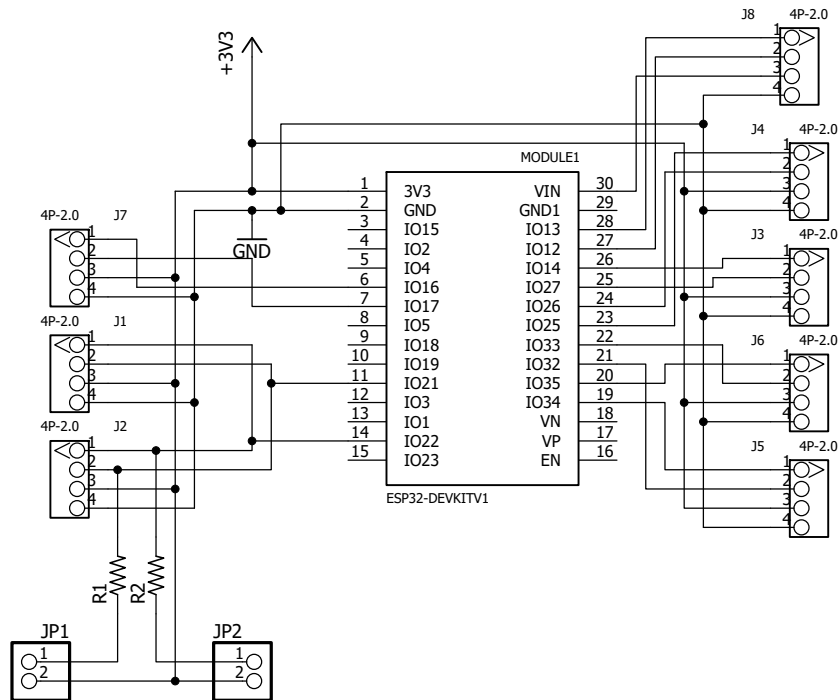 J8 4P-2.0
1
2
3
4
+3V3
J4 4P-2.0
1
2
3
4
MODULE1
1 3V3 VIN 30
2 GND GND1 29
3 IO15 IO13 28
4 IO2 IO12 27
5 IO4 IO14 26
6 IO16 IO27 25
7 IO17 IO26 24
8 IO5 IO25 23
9 IO18 IO33 22
10 IO19 IO32 21
11 IO21 IO35 20
12 IO3 IO34 19
13 IO1 VN 18
14 IO22 VP 17
15 IO23 EN 16
ESP32-DEVKITV1
GND
4P-2.0 J7
1
2
3
4
4P-2.0 J1
1
2
3
4
4P-2.0 J2
1
2
3
4
J3 4P-2.0
1
2
3
4
J6 4P-2.0
1
2
3
4
J5 4P-2.0
1
2
3
4
R1
R2
JP1
1
2
JP2
1
2